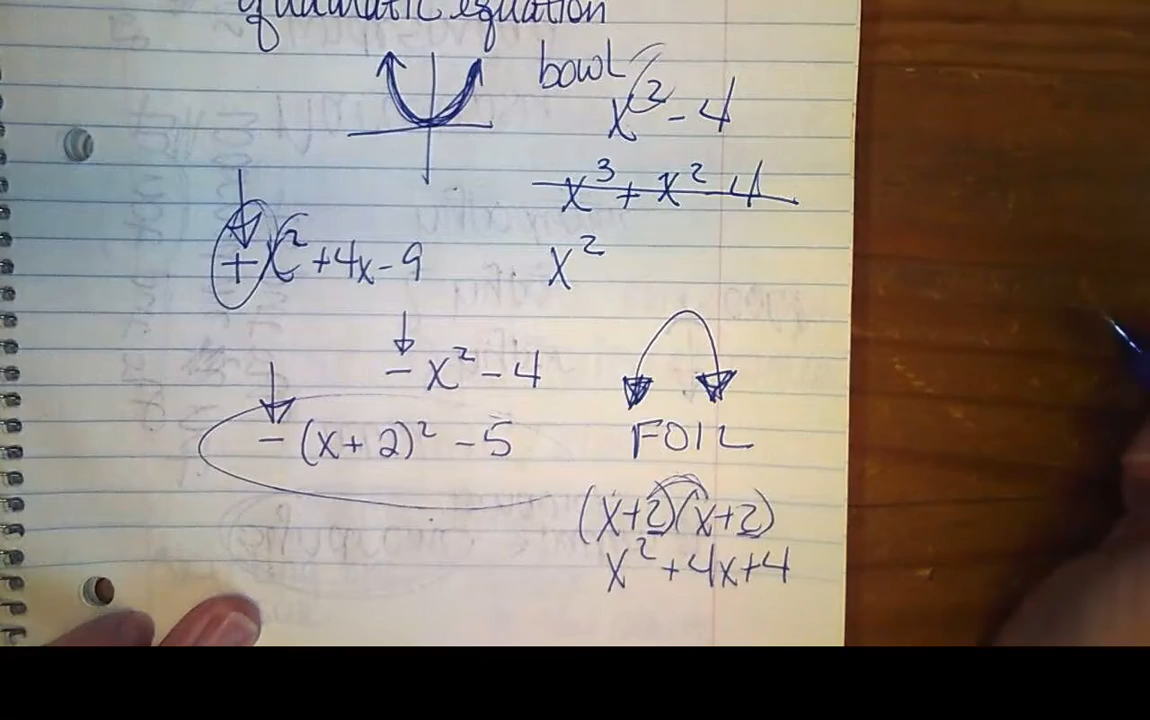 quadratic equation
bowl
x² - 4
x³ + x² - 4
+x² + 4x - 9
x²
-x² - 4
-(x + 2)² - 5
FOIL
(x+2)(x+2)
x² + 4x + 4